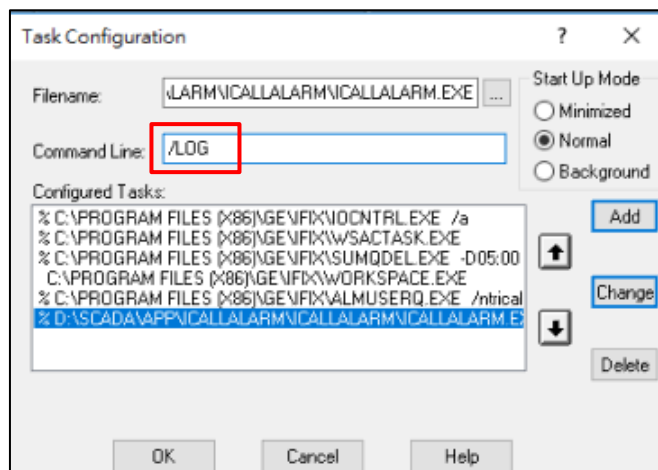 Task Configuration
?
Filename:
\LARM\ICALLALARM\ICALLALARM.EXE
...
Start Up Mode
Minimized
Normal
Background
Command Line:
/LOG
Configured Tasks:
% C:\PROGRAM FILES (X86)\GE\IFIX\IOCNTRL.EXE /a
% C:\PROGRAM FILES (X86)\GE\IFIX\WSACTASK.EXE
% C:\PROGRAM FILES (X86)\GE\IFIX\SUMQDEL.EXE -D05:00
C:\PROGRAM FILES (X86)\GE\IFIX\WORKSPACE.EXE
% C:\PROGRAM FILES (X86)\GE\IFIX\ALMUSERQ.EXE /ntrical
% D:\SCADA\APP\ICALLALARM\ICALLALARM\ICALLALARM.EX
Add
Change
Delete
OK
Cancel
Help